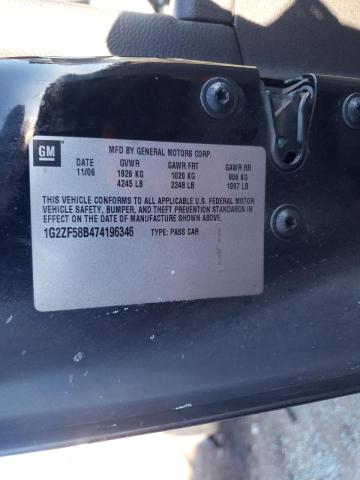 GM
MFD BY GENERAL MOTORS CORP.
DATE GVWR GAWR FRT GAWR RR
11/06 1926 KG 1020 KG 906 KG
4245 LB 2248 LB 1997 LB
THIS VEHICLE CONFORMS TO ALL APPLICABLE U.S. FEDERAL MOTOR
VEHICLE SAFETY, BUMPER, AND THEFT PREVENTION STANDARDS IN
EFFECT ON THE DATE OF MANUFACTURE SHOWN ABOVE.
1G2ZF58B474196346 TYPE: PASS CAR